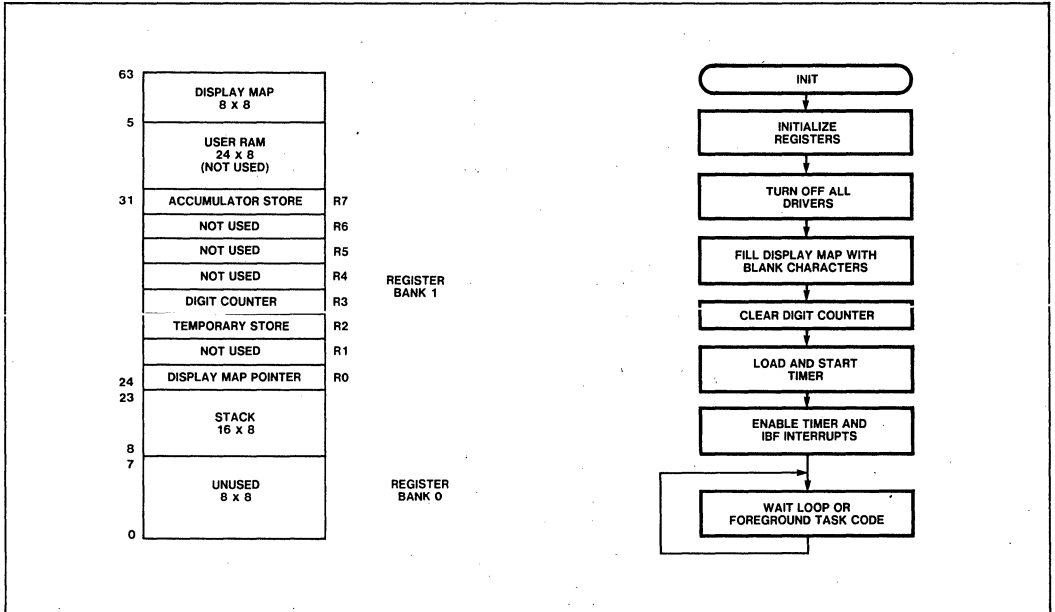 63
DISPLAY MAP
8 X 8
5
USER RAM
24 x 8
(NOT USED)
31 ACCUMULATOR STORE R7
NOT USED R6
NOT USED R5
NOT USED R4
REGISTER
BANK 1
DIGIT COUNTER R3
TEMPORARY STORE R2
NOT USED R1
24 DISPLAY MAP POINTER R0
23
STACK
16 x 8
8
7
UNUSED
8 x 8
REGISTER
BANK 0
0
INIT
INITIALIZE
REGISTERS
TURN OFF ALL
DRIVERS
FILL DISPLAY MAP WITH
BLANK CHARACTERS
CLEAR DIGIT COUNTER
LOAD AND START
TIMER
ENABLE TIMER AND
IBF INTERRUPTS
WAIT LOOP OR
FOREGROUND TASK CODE